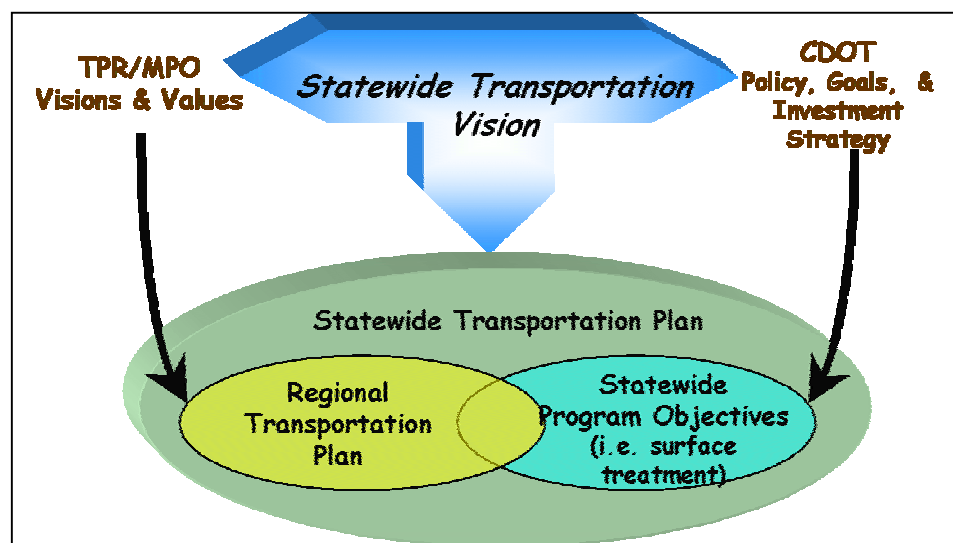 TPR/MPO
Visions & Values
Statewide Transportation
Vision
CDOT
Policy, Goals, &
Investment
Strategy
Statewide Transportation Plan
Regional
Transportation
Plan
Statewide
Program Objectives
(i.e. surface
treatment)